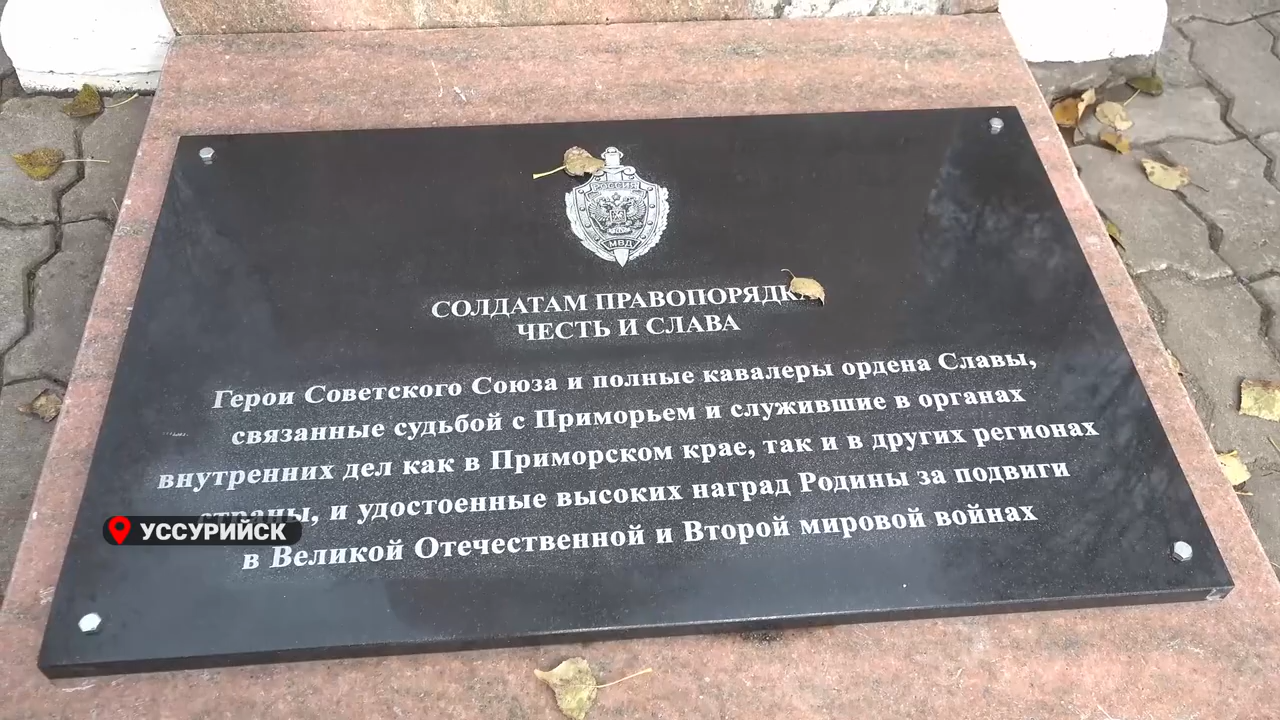 РОССИЯ
МВД
СОЛДАТАМ ПРАВОПОРЯДКА
ЧЕСТЬ И СЛАВА
Герои Советского Союза и полные кавалеры ордена Славы,
связанные судьбой с Приморьем и служившие в органах
внутренних дел как в Приморском крае, так и в других регионах
страны, и удостоенные высоких наград Родины за подвиги
в Великой Отечественной и Второй мировой войнах
УССУРИЙСК